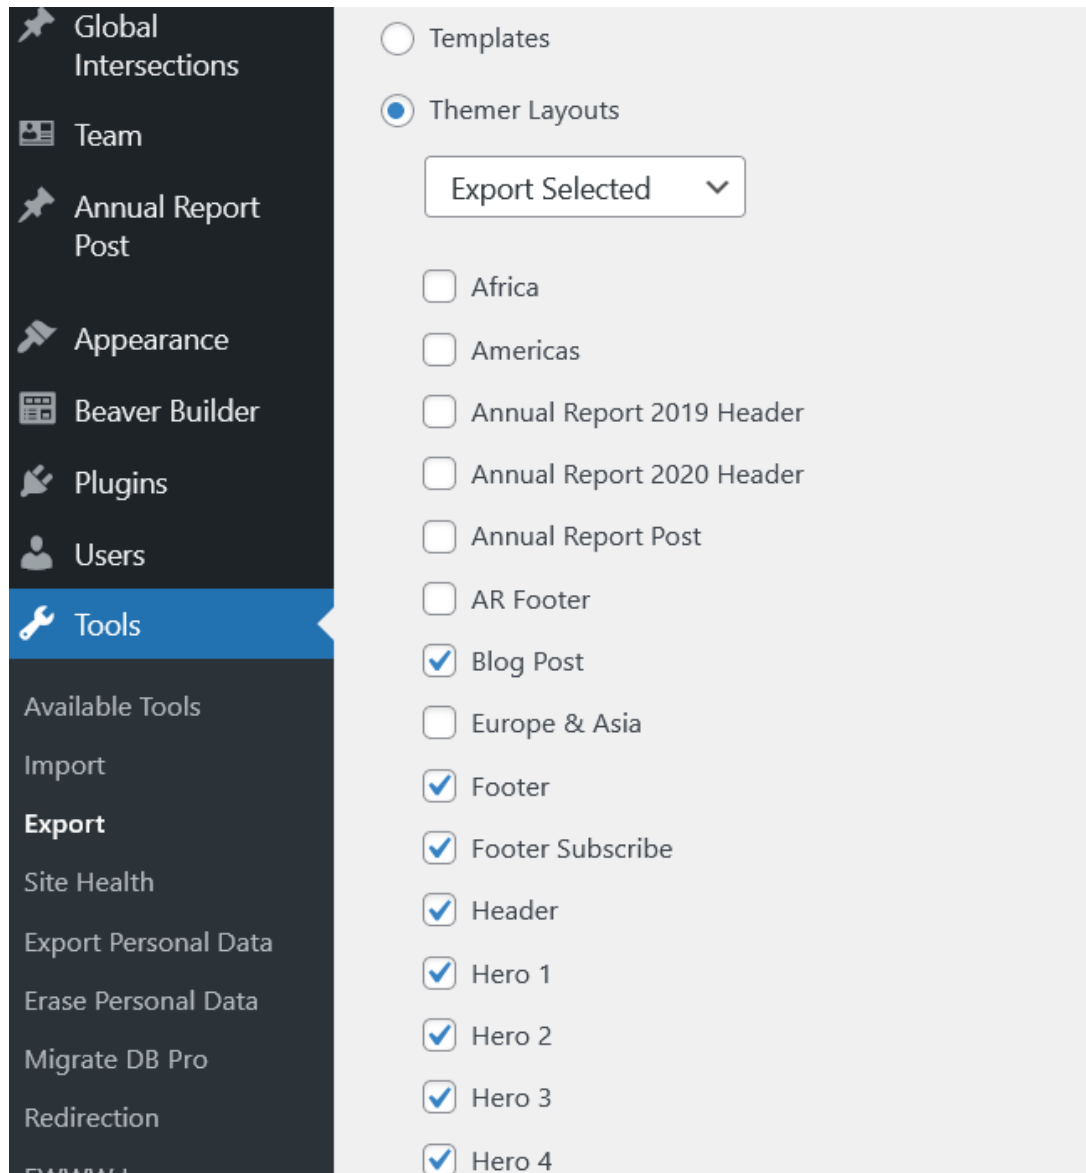 Global
Intersections
Team
Annual Report
Post
Appearance
Beaver Builder
Plugins
Users
Tools
Available Tools
Import
Export
Site Health
Export Personal Data
Erase Personal Data
Migrate DB Pro
Redirection
Templates
Themer Layouts
Export Selected
Africa
Americas
Annual Report 2019 Header
Annual Report 2020 Header
Annual Report Post
AR Footer
Blog Post
Europe & Asia
Footer
Footer Subscribe
Header
Hero 1
Hero 2
Hero 3
Hero 4